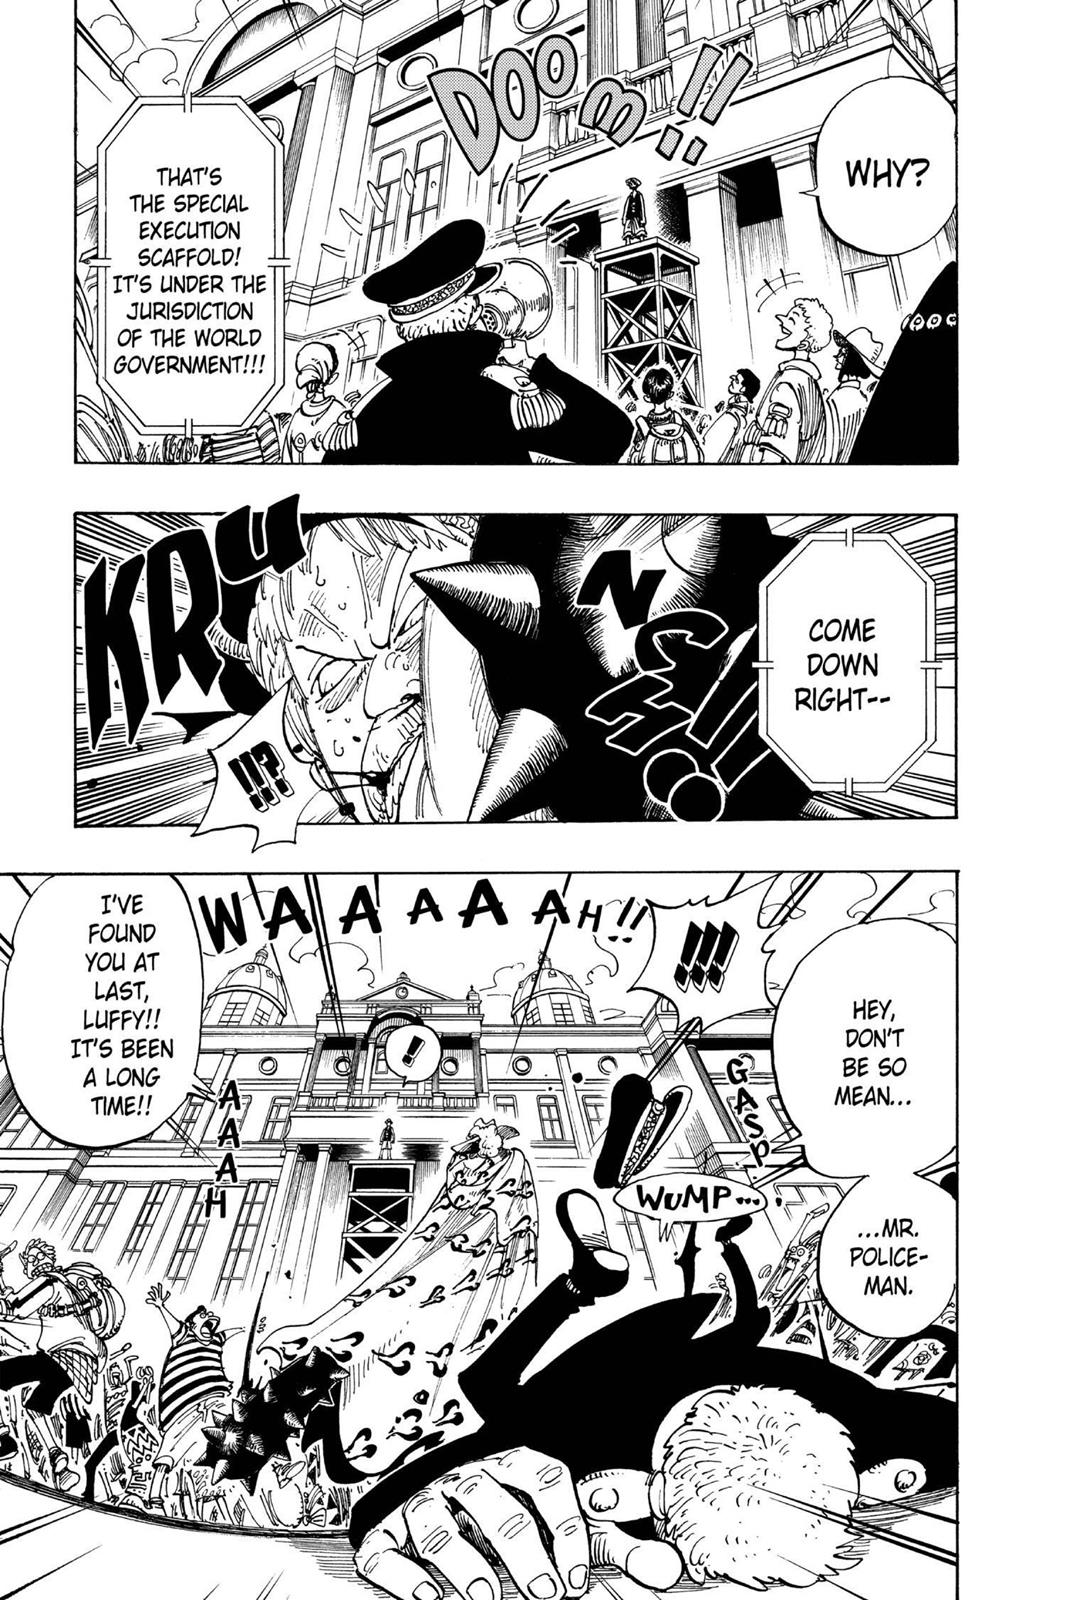 WHY?
DOOM!!
THAT'S
THE SPECIAL
EXECUTION
SCAFFOLD!
IT'S UNDER THE
JURISDICTION
OF THE WORLD
GOVERNMENT!!!
COME
DOWN
RIGHT--
KRUNCH!!
!!!?
HEY,
DON'T
BE SO
MEAN...
...MR.
POLICE-
MAN.
!!!
GASP
WUMP...
!
WAAAAAAH!!
AAAH
I'VE
FOUND
YOU AT
LAST,
LUFFY!!
IT'S BEEN
A LONG
TIME!!